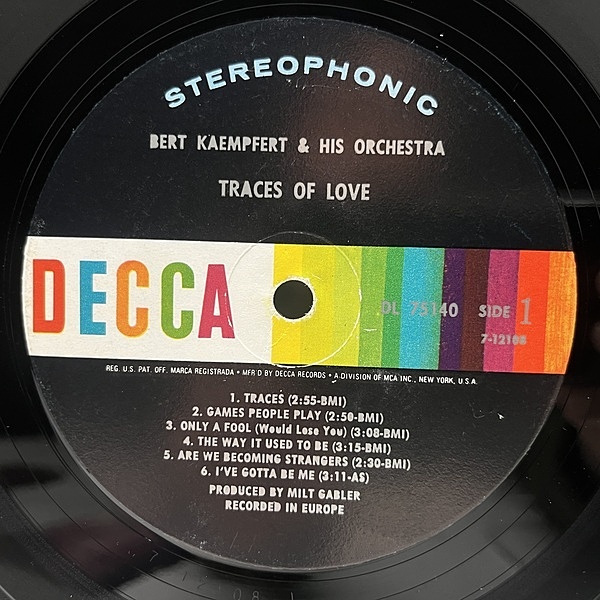 STEREOPHONIC
BERT KAEMPFERT & HIS ORCHESTRA
TRACES OF LOVE
DECCA
DL 75140 SIDE 1
7-12108
REG. U.S. PAT. OFF. MARCA REGISTRADA • MFR'D BY DECCA RECORDS • A DIVISION OF MCA INC., NEW YORK, U.S.A.
1. TRACES (2:55-BMI)
2. GAMES PEOPLE PLAY (2:50-BMI)
3. ONLY A FOOL (Would Lose You) (3:08-BMI)
4. THE WAY IT USED TO BE (3:15-BMI)
5. ARE WE BECOMING STRANGERS (2:30-BMI)
6. I'VE GOTTA BE ME (3:11-AS)
PRODUCED BY MILT GABLER
RECORDED IN EUROPE